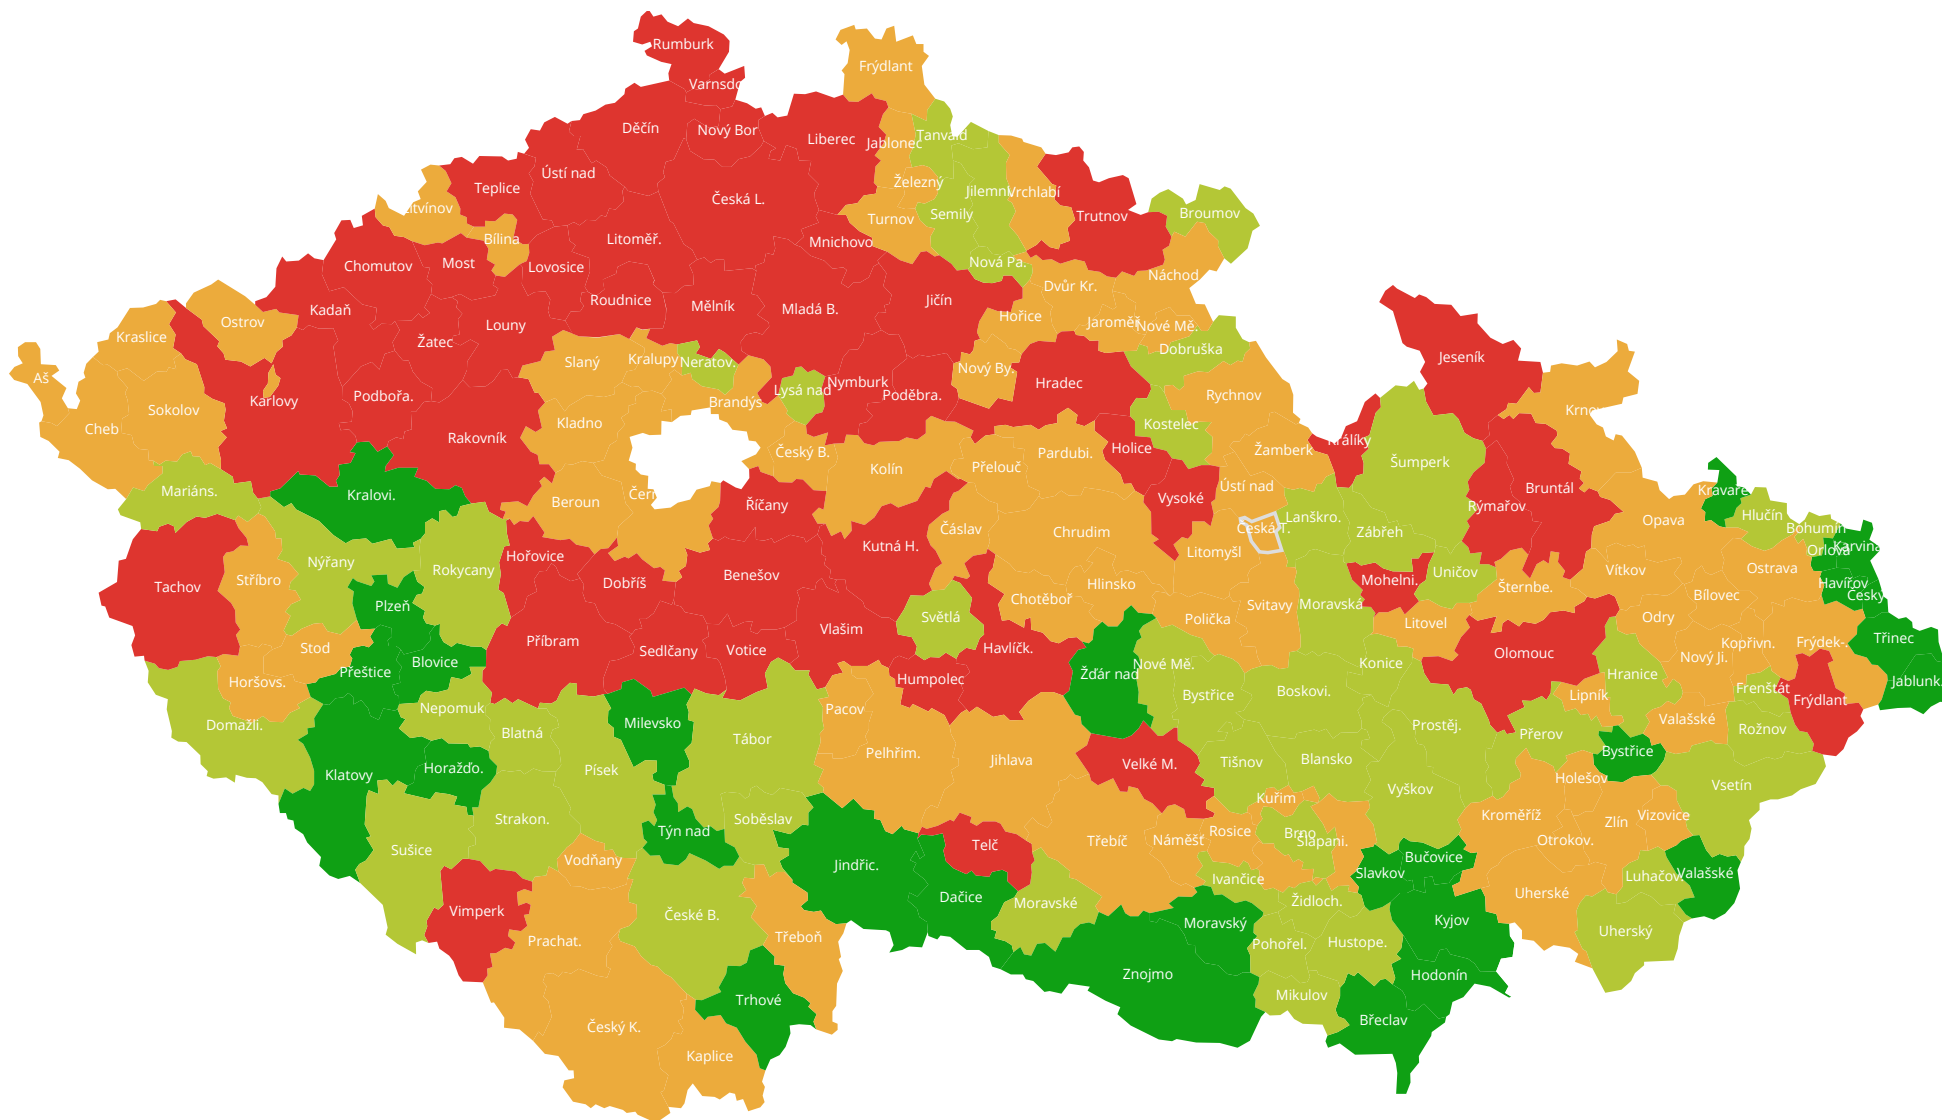 Rumburk
Frýdlant
Varnsdo
Děčín
Nový Bor
Liberec
Jablonec
Tanvald
Ústí nad
Teplice
Železný
Jilemni
Vrchlabí
Česká L.
Litvínov
Turnov
Semily
Trutnov
Broumov
Bílina
Litoměř.
Mnichovo
Chomutov
Most
Lovosice
Nová Pa.
Náchod
Dvůr Kr.
Kadaň
Roudnice
Mělník
Mladá B.
Jičín
Hořice
Jaroměř
Nové Mě.
Ostrov
Louny
Kraslice
Žatec
Dobruška
Jeseník
Slaný
Kralupy
Neratov.
Nový By.
Aš
Nymburk
Lysá nad
Hradec
Poděbra.
Podbořa.
Rychnov
Karlovy
Brandýs
Sokolov
Krnov
Cheb
Kladno
Kostelec
Rakovník
Králíky
Holice
Žamberk
Český B.
Pardubi.
Kolín
Přelouč
Šumperk
Mariáns.
Kralovi.
Čern
Beroun
Ústí nad
Bruntál
Kravaře
Vysoké
Říčany
Rýmařov
Hlučín
Lanškro.
Opava
Bohumín
Česká T.
Čáslav
Chrudim
Zábřeh
Kutná H.
Karviná
Orlová
Litomyšl
Hořovice
Nýřany
Rokycany
Stříbro
Dobříš
Benešov
Tachov
Hlinsko
Mohelni.
Uničov
Vítkov
Ostrava
Havířov
Šternbe.
Český
Bílovec
Chotěboř
Plzeň
Svitavy
Moravská
Světlá
Polička
Odry
Litovel
Vlašim
Příbram
Třinec
Kopřivn.
Frýdek-.
Stod
Havlíčk.
Votice
Sedlčany
Olomouc
Nový Ji.
Blovice
Konice
Nové Mě.
Přeštice
Žďár nad
Hranice
Humpolec
Horšovs.
Jablunk.
Frenštát
Boskovi.
Bystřice
Lipník
Frýdlant
Nepomuk
Pacov
Valašské
Milevsko
Domažli.
Prostěj.
Rožnov
Blatná
Přerov
Tábor
Bystřice
Pelhřim.
Jihlava
Blansko
Tišnov
Velké M.
Horažďo.
Písek
Klatovy
Holešov
Vsetín
Vyškov
Kuřim
Kroměříž
Vizovice
Strakon.
Soběslav
Zlín
Týn nad
Rosice
Brno
Náměšť
Třebíč
Šlapani.
Otrokov.
Telč
Sušice
Bučovice
Vodňany
Jindřic.
Slavkov
Valašské
Luhačov.
Ivančice
Uherské
Dačice
Židloch.
Moravské
Vimperk
České B.
Kyjov
Moravský
Uherský
Třeboň
Prachat.
Hustope.
Pohořel.
Znojmo
Hodonín
Mikulov
Trhové
Břeclav
Český K.
Kaplice